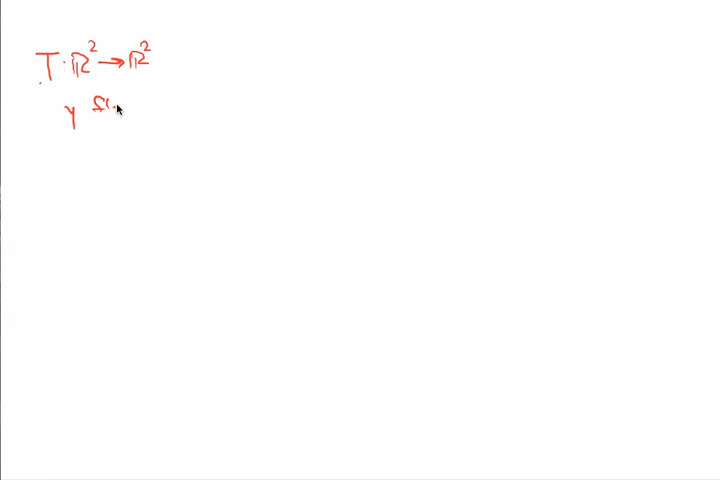 T: ℝ² → ℝ²
y